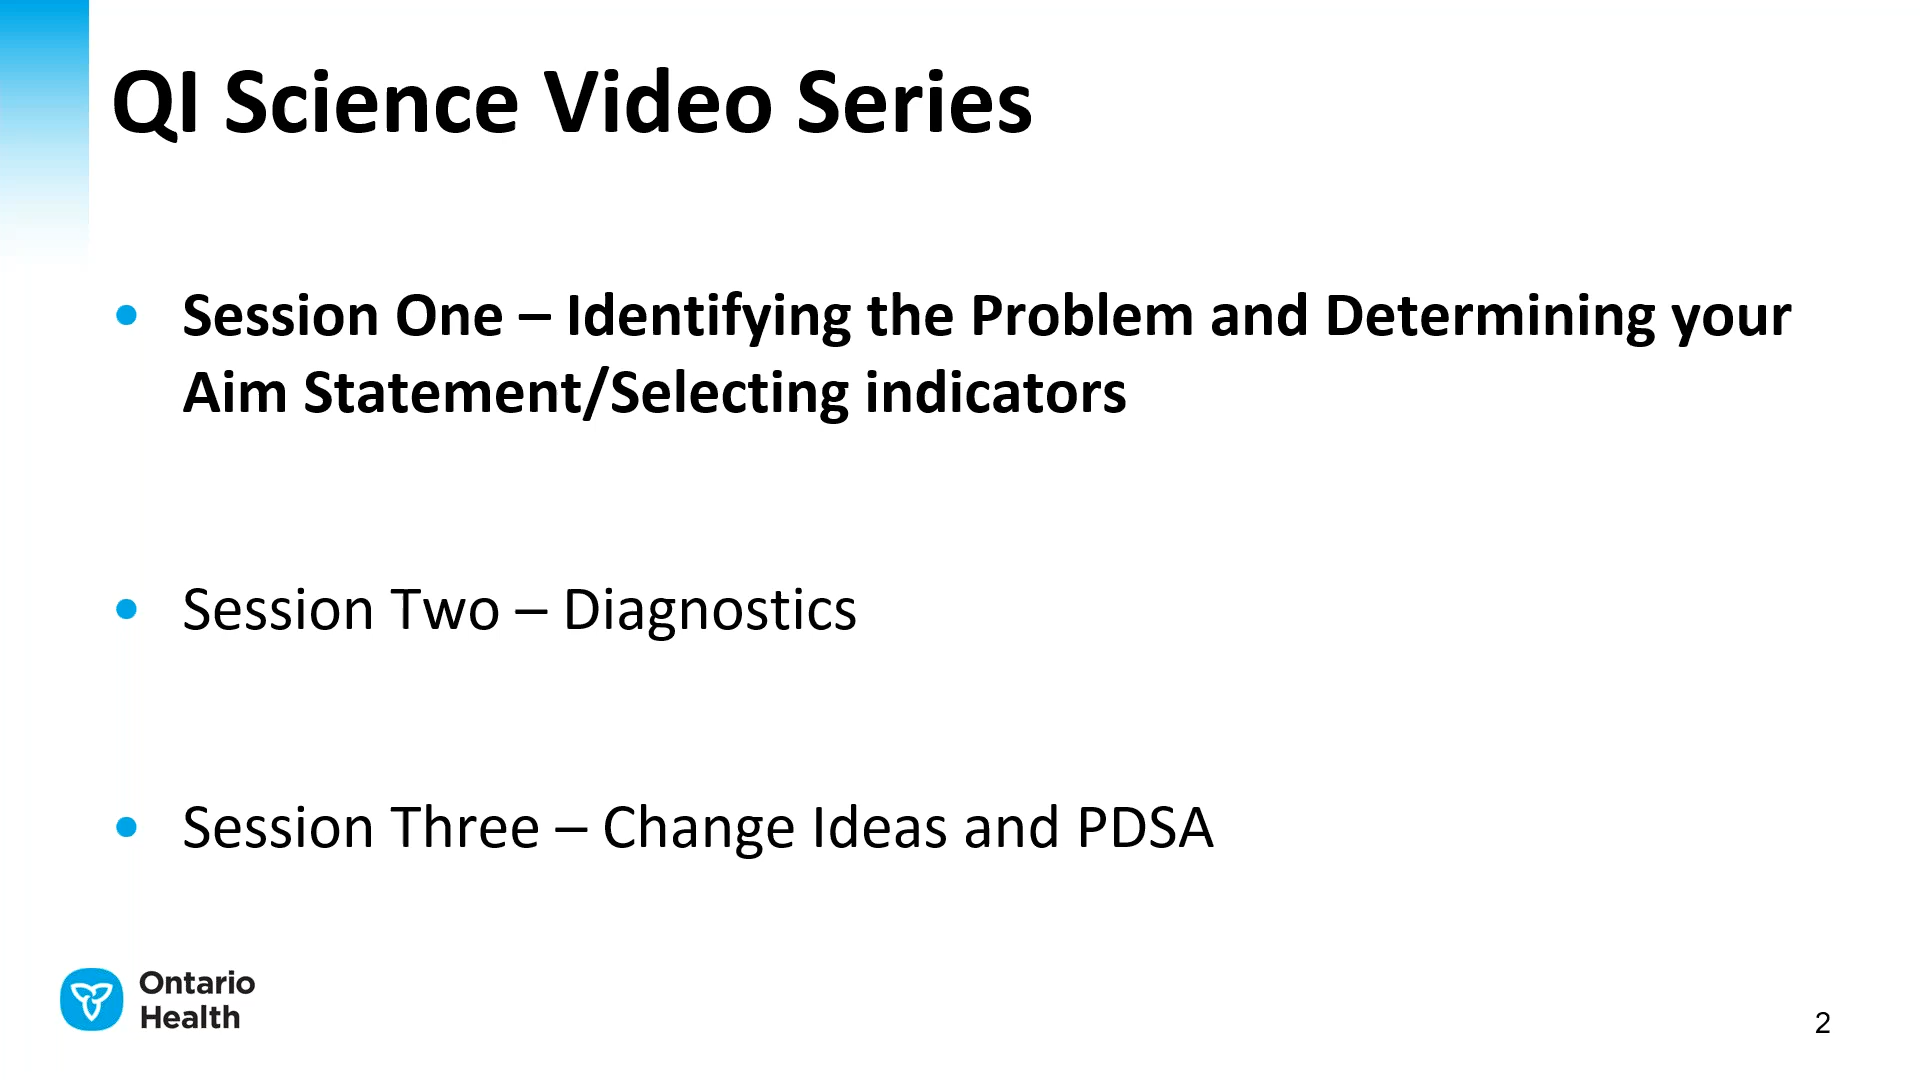 QI Science Video Series
• Session One – Identifying the Problem and Determining your
Aim Statement/Selecting indicators
• Session Two – Diagnostics
• Session Three – Change Ideas and PDSA
Ontario
Health
2